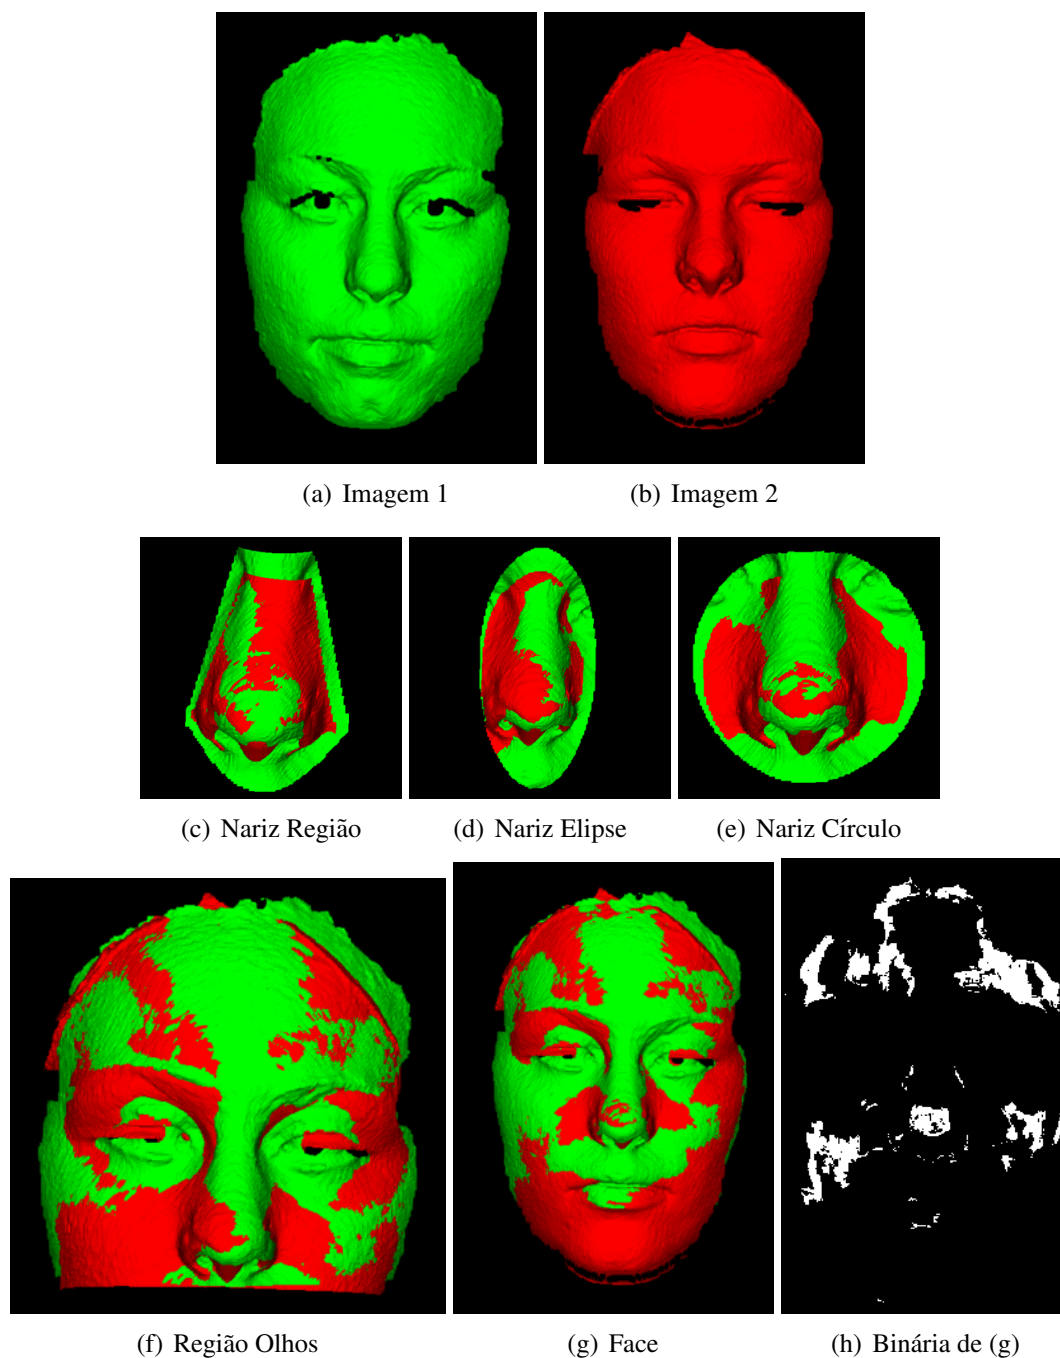 (a) Imagem 1
(b) Imagem 2
(c) Nariz Região
(d) Nariz Elipse
(e) Nariz Círculo
(f) Região Olhos
(g) Face
(h) Binária de (g)